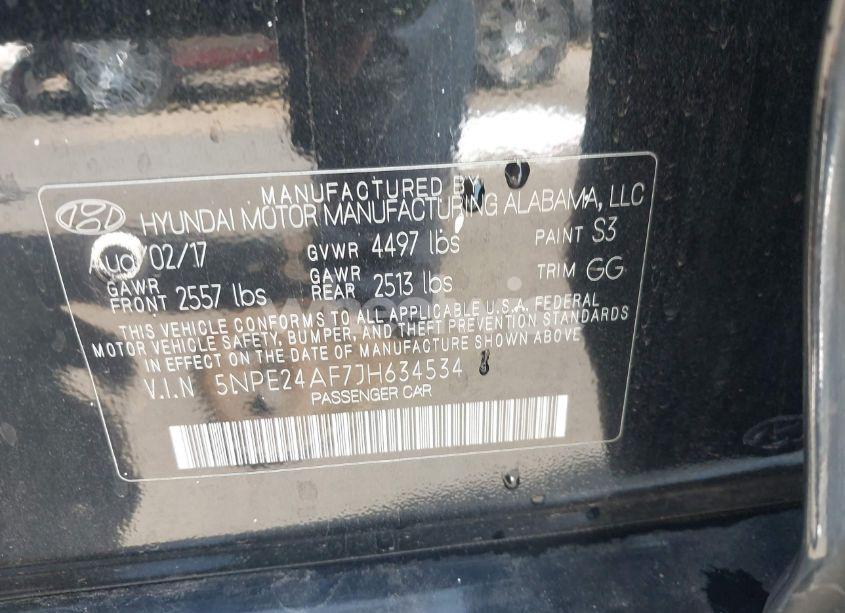 MANUFACTURED BY
HYUNDAI MOTOR MANUFACTURING ALABAMA, LLC
Aug/02/17 GVWR 4497 lbs PAINT S3
GAWR FRONT 2557 lbs GAWR REAR 2513 lbs TRIM GG
THIS VEHICLE CONFORMS TO ALL APPLICABLE U.S.A. FEDERAL
MOTOR VEHICLE SAFETY, BUMPER, AND THEFT PREVENTION STANDARDS
IN EFFECT ON THE DATE OF MANUFACTURE SHOWN ABOVE
V.I.N 5NPE24AF7JH634534
PASSENGER CAR